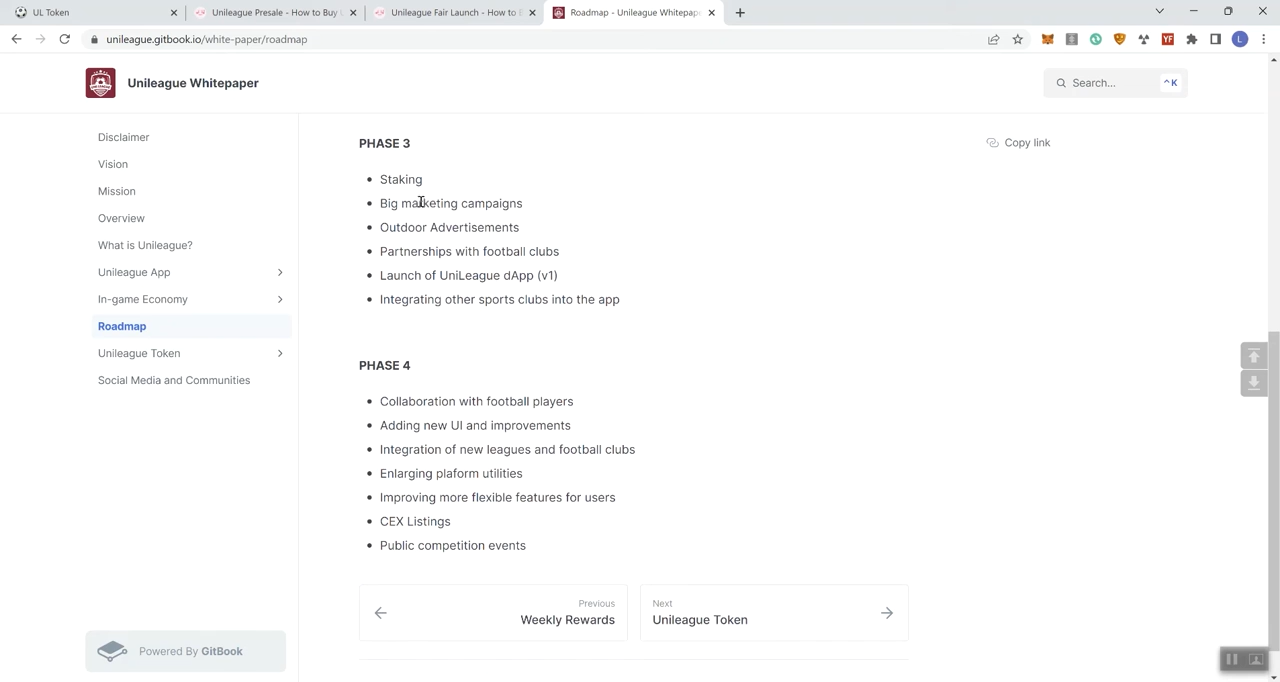 UL Token
Unileague Presale - How to Buy U
Unileague Fair Launch - How to B
Roadmap - Unileague Whitepape
unileague.gitbook.io/white-paper/roadmap
YF
L
Unileague Whitepaper
Search...
^K
Disclaimer
Vision
Mission
Overview
What is Unileague?
Unileague App
In-game Economy
Roadmap
Unileague Token
Social Media and Communities
Powered By GitBook
PHASE 3
Copy link
Staking
Big marketing campaigns
Outdoor Advertisements
Partnerships with football clubs
Launch of UniLeague dApp (v1)
Integrating other sports clubs into the app
PHASE 4
Collaboration with football players
Adding new UI and improvements
Integration of new leagues and football clubs
Enlarging plaform utilities
Improving more flexible features for users
CEX Listings
Public competition events
Previous
Weekly Rewards
Next
Unileague Token